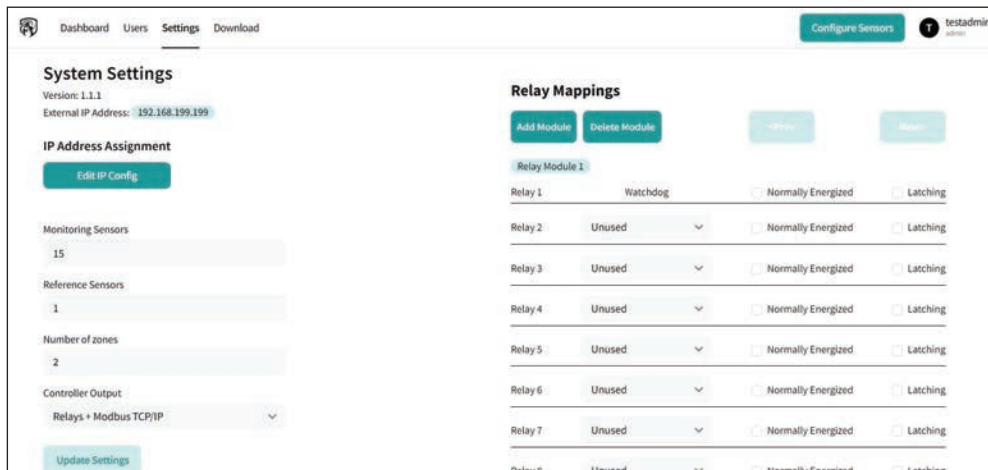 Dashboard Users Settings Download
Configure Sensors
T
testadmin
admin
System Settings
Version: 1.1.1
External IP Address: 192.168.199.199
IP Address Assignment
Edit IP Config
Monitoring Sensors
15
Reference Sensors
1
Number of zones
2
Controller Output
Relays + Modbus TCP/IP
Update Settings
Relay Mappings
Add Module Delete Module
Relay Module 1
Relay 1 Watchdog Normally Energized Latching
Relay 2 Unused Normally Energized Latching
Relay 3 Unused Normally Energized Latching
Relay 4 Unused Normally Energized Latching
Relay 5 Unused Normally Energized Latching
Relay 6 Unused Normally Energized Latching
Relay 7 Unused Normally Energized Latching